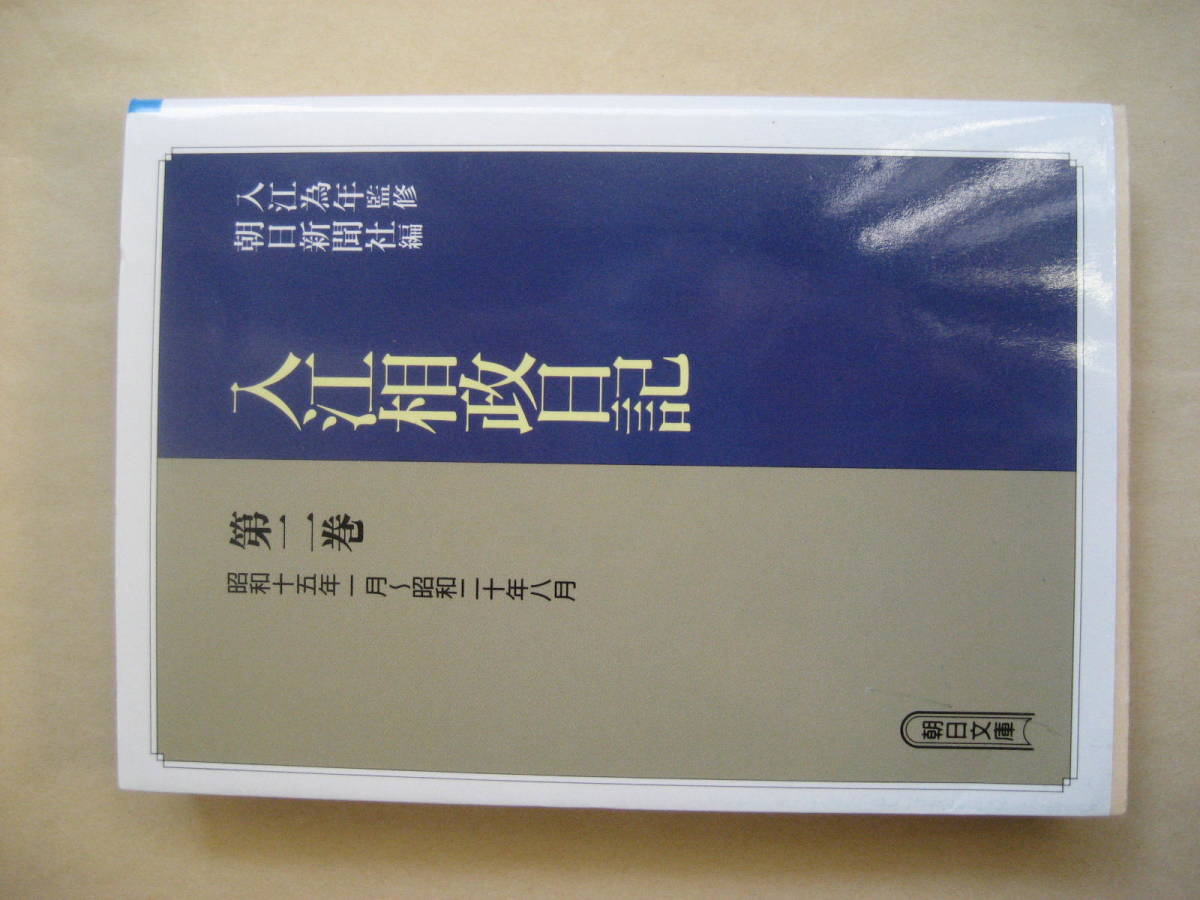 入江為年監修
朝日新聞社編
入江相政日記
第二巻
昭和十五年一月~昭和二十年八月
朝日文庫